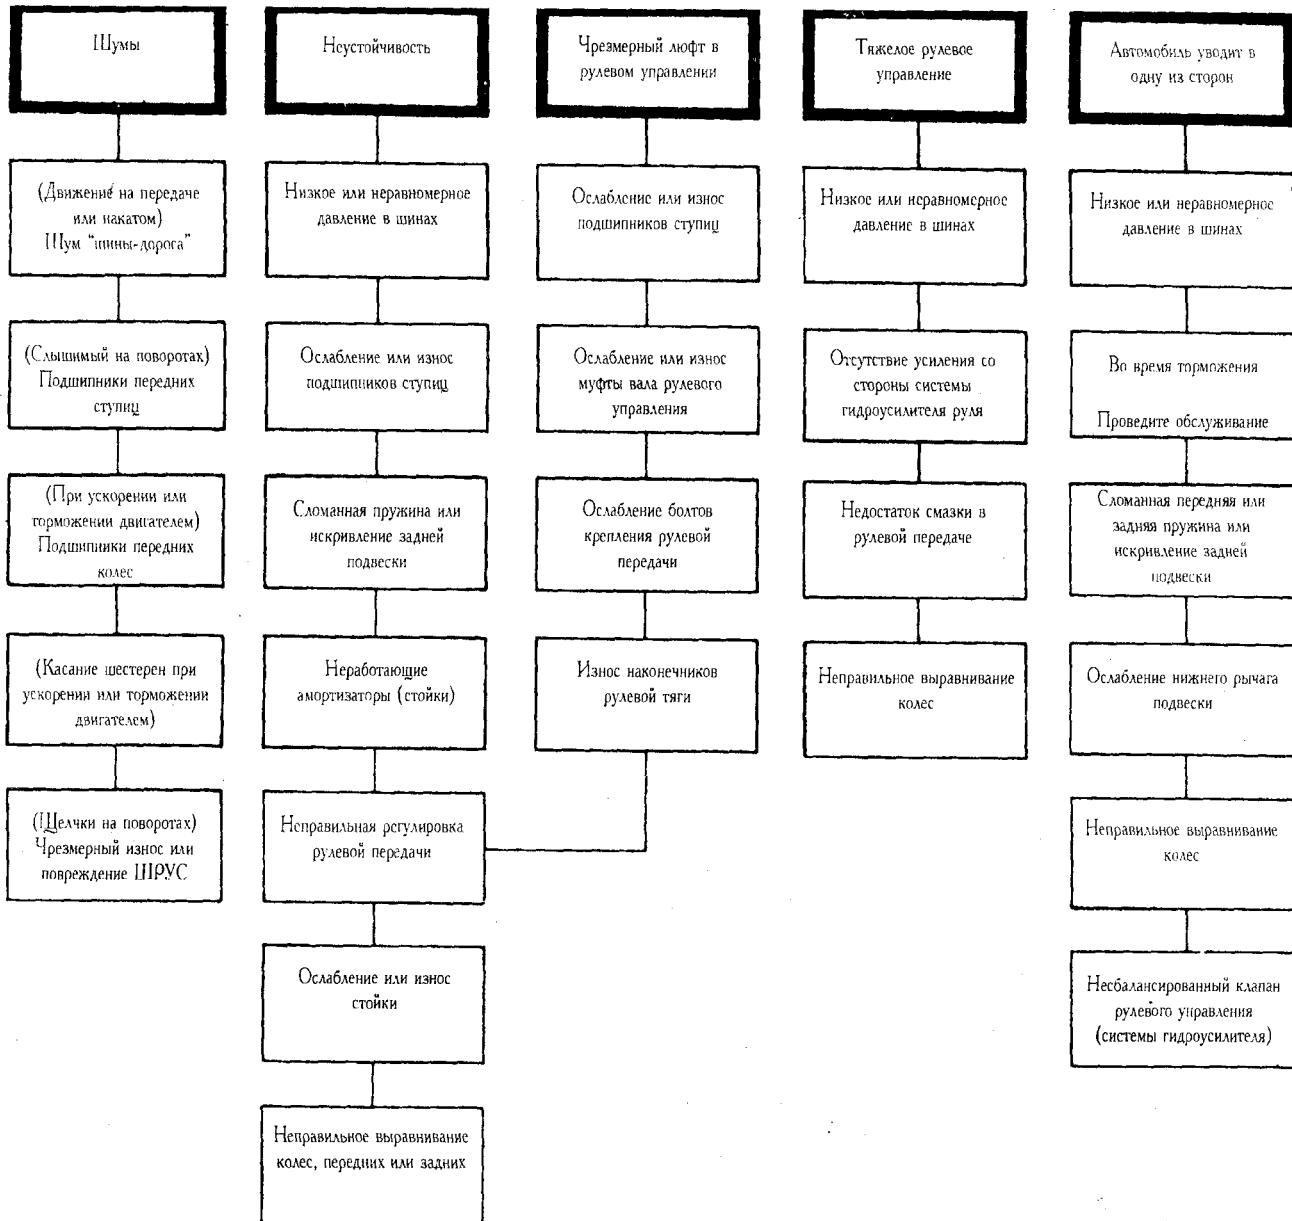 Шумы
(Движение на передаче
или накатом)
Шум "шины-дорога"
(Слышимый на поворотах)
Подшипники передних
ступиц
(При ускорении или
торможении двигателем)
Подшипники передних
колес
(Касание шестерен при
ускорении или торможении
двигателем)
(Щелчки на поворотах)
Чрезмерный износ или
повреждение ШРУС
Неустойчивость
Низкое или неравномерное
давление в шинах
Ослабление или износ
подшипников ступиц
Сломанная пружина или
искривление задней
подвески
Неработающие
амортизаторы (стойки)
Неправильная регулировка
рулевой передачи
Ослабление или износ
стойки
Неправильное выравнивание
колес, передних или задних
Чрезмерный люфт в
рулевом управлении
Ослабление или износ
подшипников ступиц
Ослабление или износ
муфты вала рулевого
управления
Ослабление болтов
крепления рулевой
передачи
Износ наконечников
рулевой тяги
Тяжелое рулевое
управление
Низкое или неравномерное
давление в шинах
Отсутствие усиления со
стороны системы
гидроусилителя руля
Недостаток смазки в
рулевой передаче
Неправильное выравнивание
колес
Автомобиль уводит в
одну из сторон
Низкое или неравномерное
давление в шинах
Во время торможения
Проведите обслуживание
Сломанная передняя или
задняя пружина или
искривление задней
подвески
Ослабление нижнего рычага
подвески
Неправильное выравнивание
колес
Несбалансированный клапан
рулевого управления
(системы гидроусилителя)